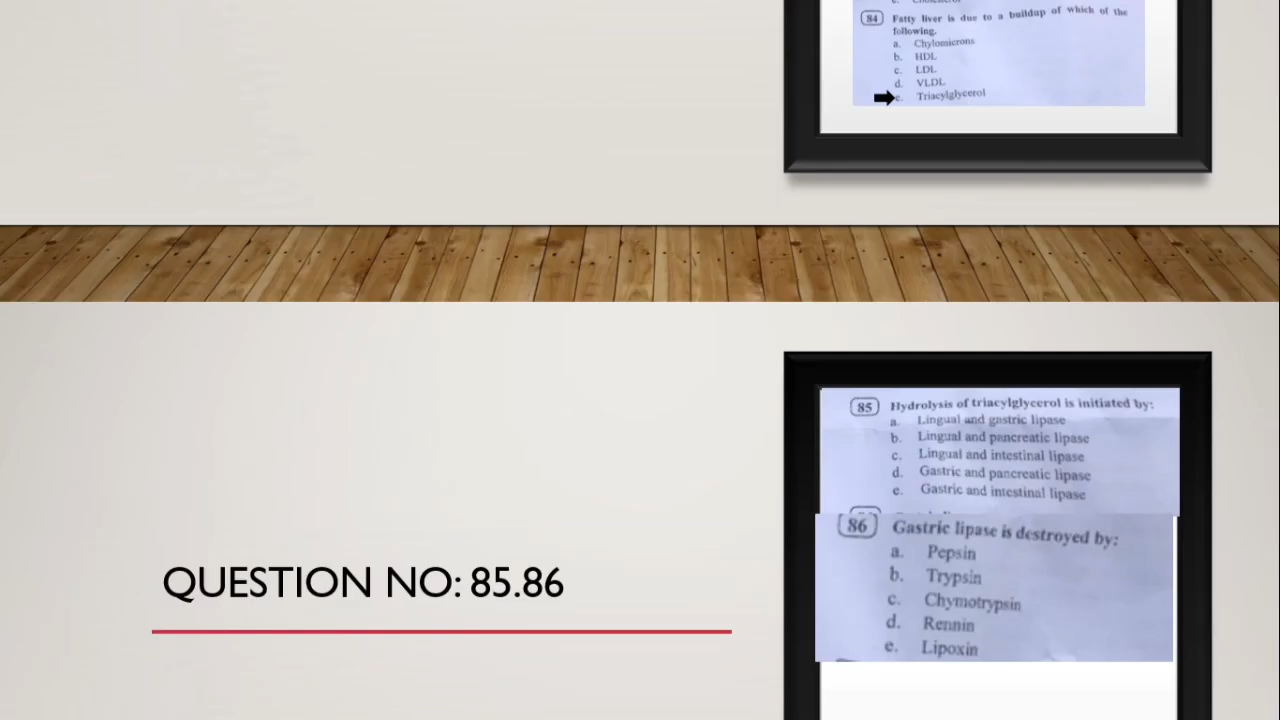 e. Cholesterol
84 Fatty liver is due to a buildup of which of the
following.
a. Chylomicrons
b. HDL
c. LDL
d. VLDL
e. Triacylglycerol
QUESTION NO: 85.86
85 Hydrolysis of triacylglycerol is initiated by:
a. Lingual and gastric lipase
b. Lingual and pancreatic lipase
c. Lingual and intestinal lipase
d. Gastric and pancreatic lipase
e. Gastric and intestinal lipase
86 Gastric lipase is destroyed by:
a. Pepsin
b. Trypsin
c. Chymotrypsin
d. Rennin
e. Lipoxin